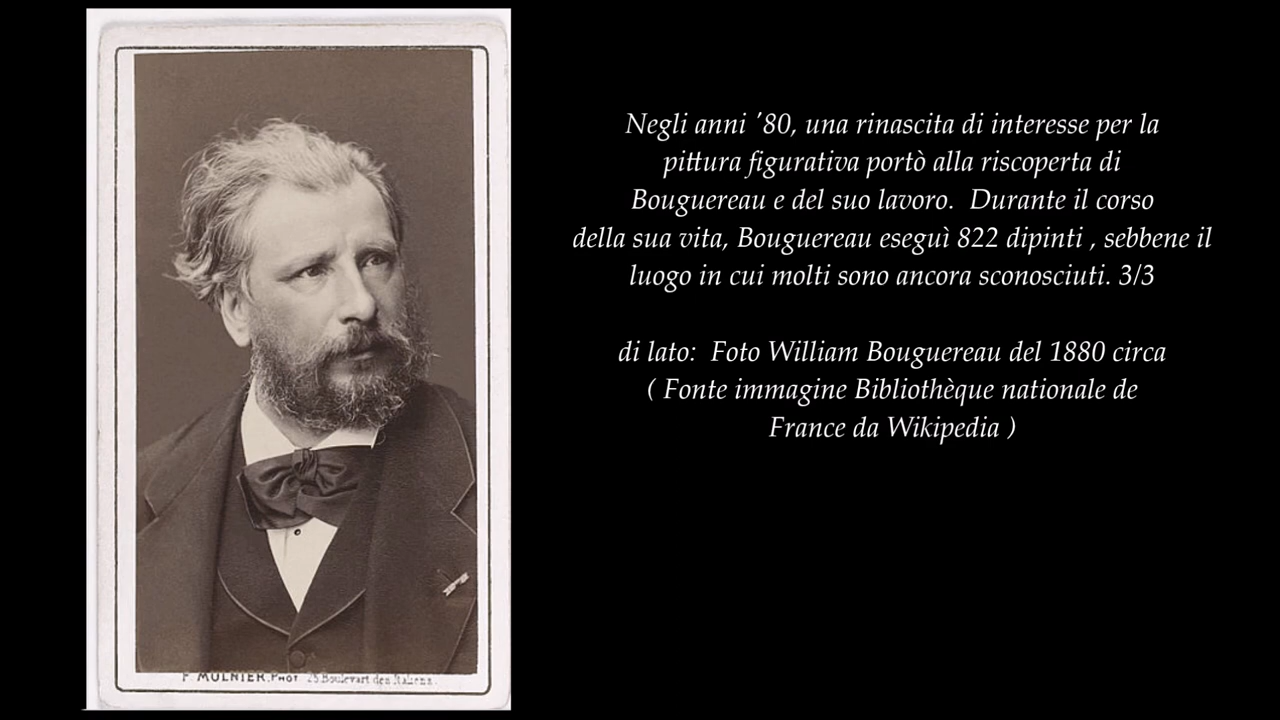 Negli anni '80, una rinascita di interesse per la
pittura figurativa portò alla riscoperta di
Bouguereau e del suo lavoro. Durante il corso
della sua vita, Bouguereau eseguì 822 dipinti , sebbene il
luogo in cui molti sono ancora sconosciuti. 3/3
di lato: Foto William Bouguereau del 1880 circa
( Fonte immagine Bibliothèque nationale de
France da Wikipedia )
F. MULNIER. PHOT 25 Boulevart des Italiens.